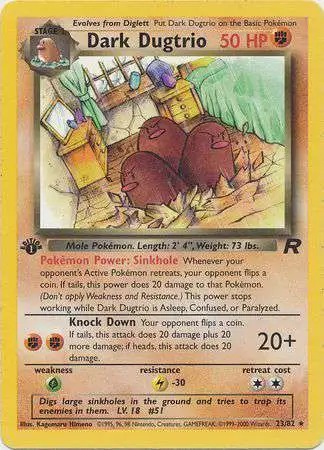 Evolves from Diglett Put Dark Dugtrio on the Basic Pokémon
STAGE 1
Dark Dugtrio 50 HP
EDITION
1
Mole Pokémon. Length: 2' 4", Weight: 73 lbs.
R
Pokémon Power: Sinkhole Whenever your
opponent's Active Pokémon retreats, your opponent flips a
coin. If tails, this power does 20 damage to that Pokémon.
(Don't apply Weakness and Resistance.) This power stops
working while Dark Dugtrio is Asleep, Confused, or Paralyzed.
Knock Down Your opponent flips a coin.
If tails, this attack does 20 damage plus 20
more damage; if heads, this attack does 20
damage.
20+
weakness resistance retreat cost
-30
Digs large sinkholes in the ground and tries to trap its
enemies in them. LV. 18 #51
Illus. Kagemaru Himeno ©1995, 96, 98 Nintendo, Creatures, GAMEFREAK. ©1999-2000 Wizards. 23/82 ★